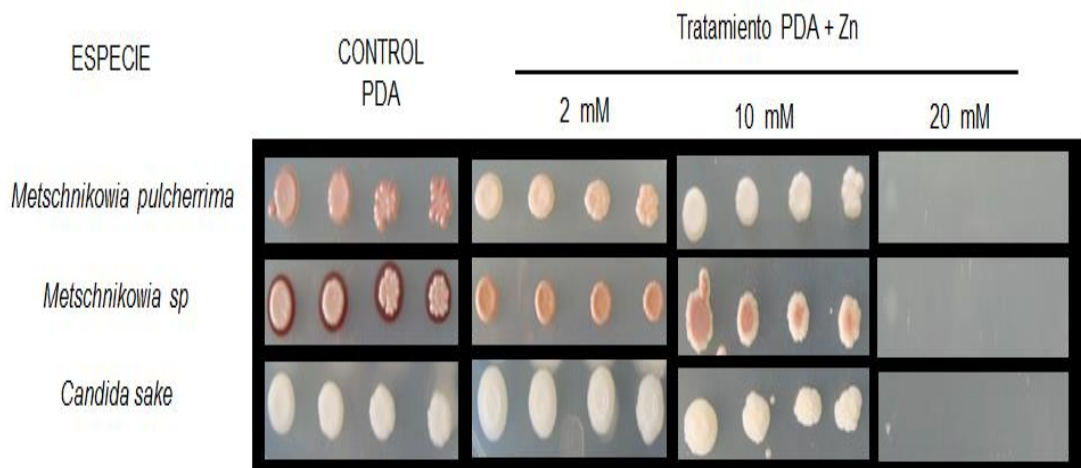 ESPECIE
CONTROL
PDA
Tratamiento PDA + Zn
2 mM
10 mM
20 mM
Metschnikowia pulcherrima
Metschnikowia sp
Candida sake